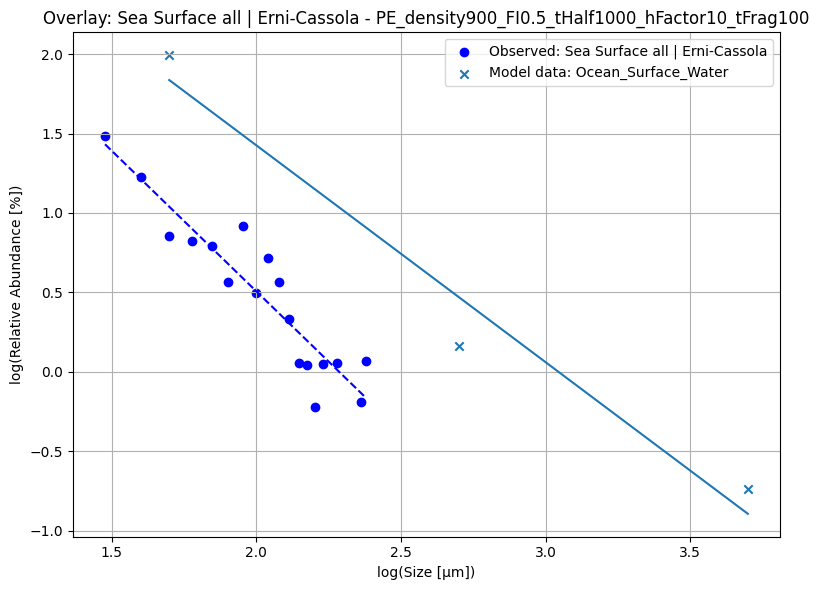 Overlay: Sea Surface all | Erni-Cassola - PE_density900_FI0.5_tHalf1000_hFactor10_tFrag100
Observed: Sea Surface all | Erni-Cassola
Model data: Ocean_Surface_Water
log(Relative Abundance [%])
2.0
1.5
1.0
0.5
0.0
−0.5
−1.0
1.5 2.0 2.5 3.0 3.5
log(Size [μm])